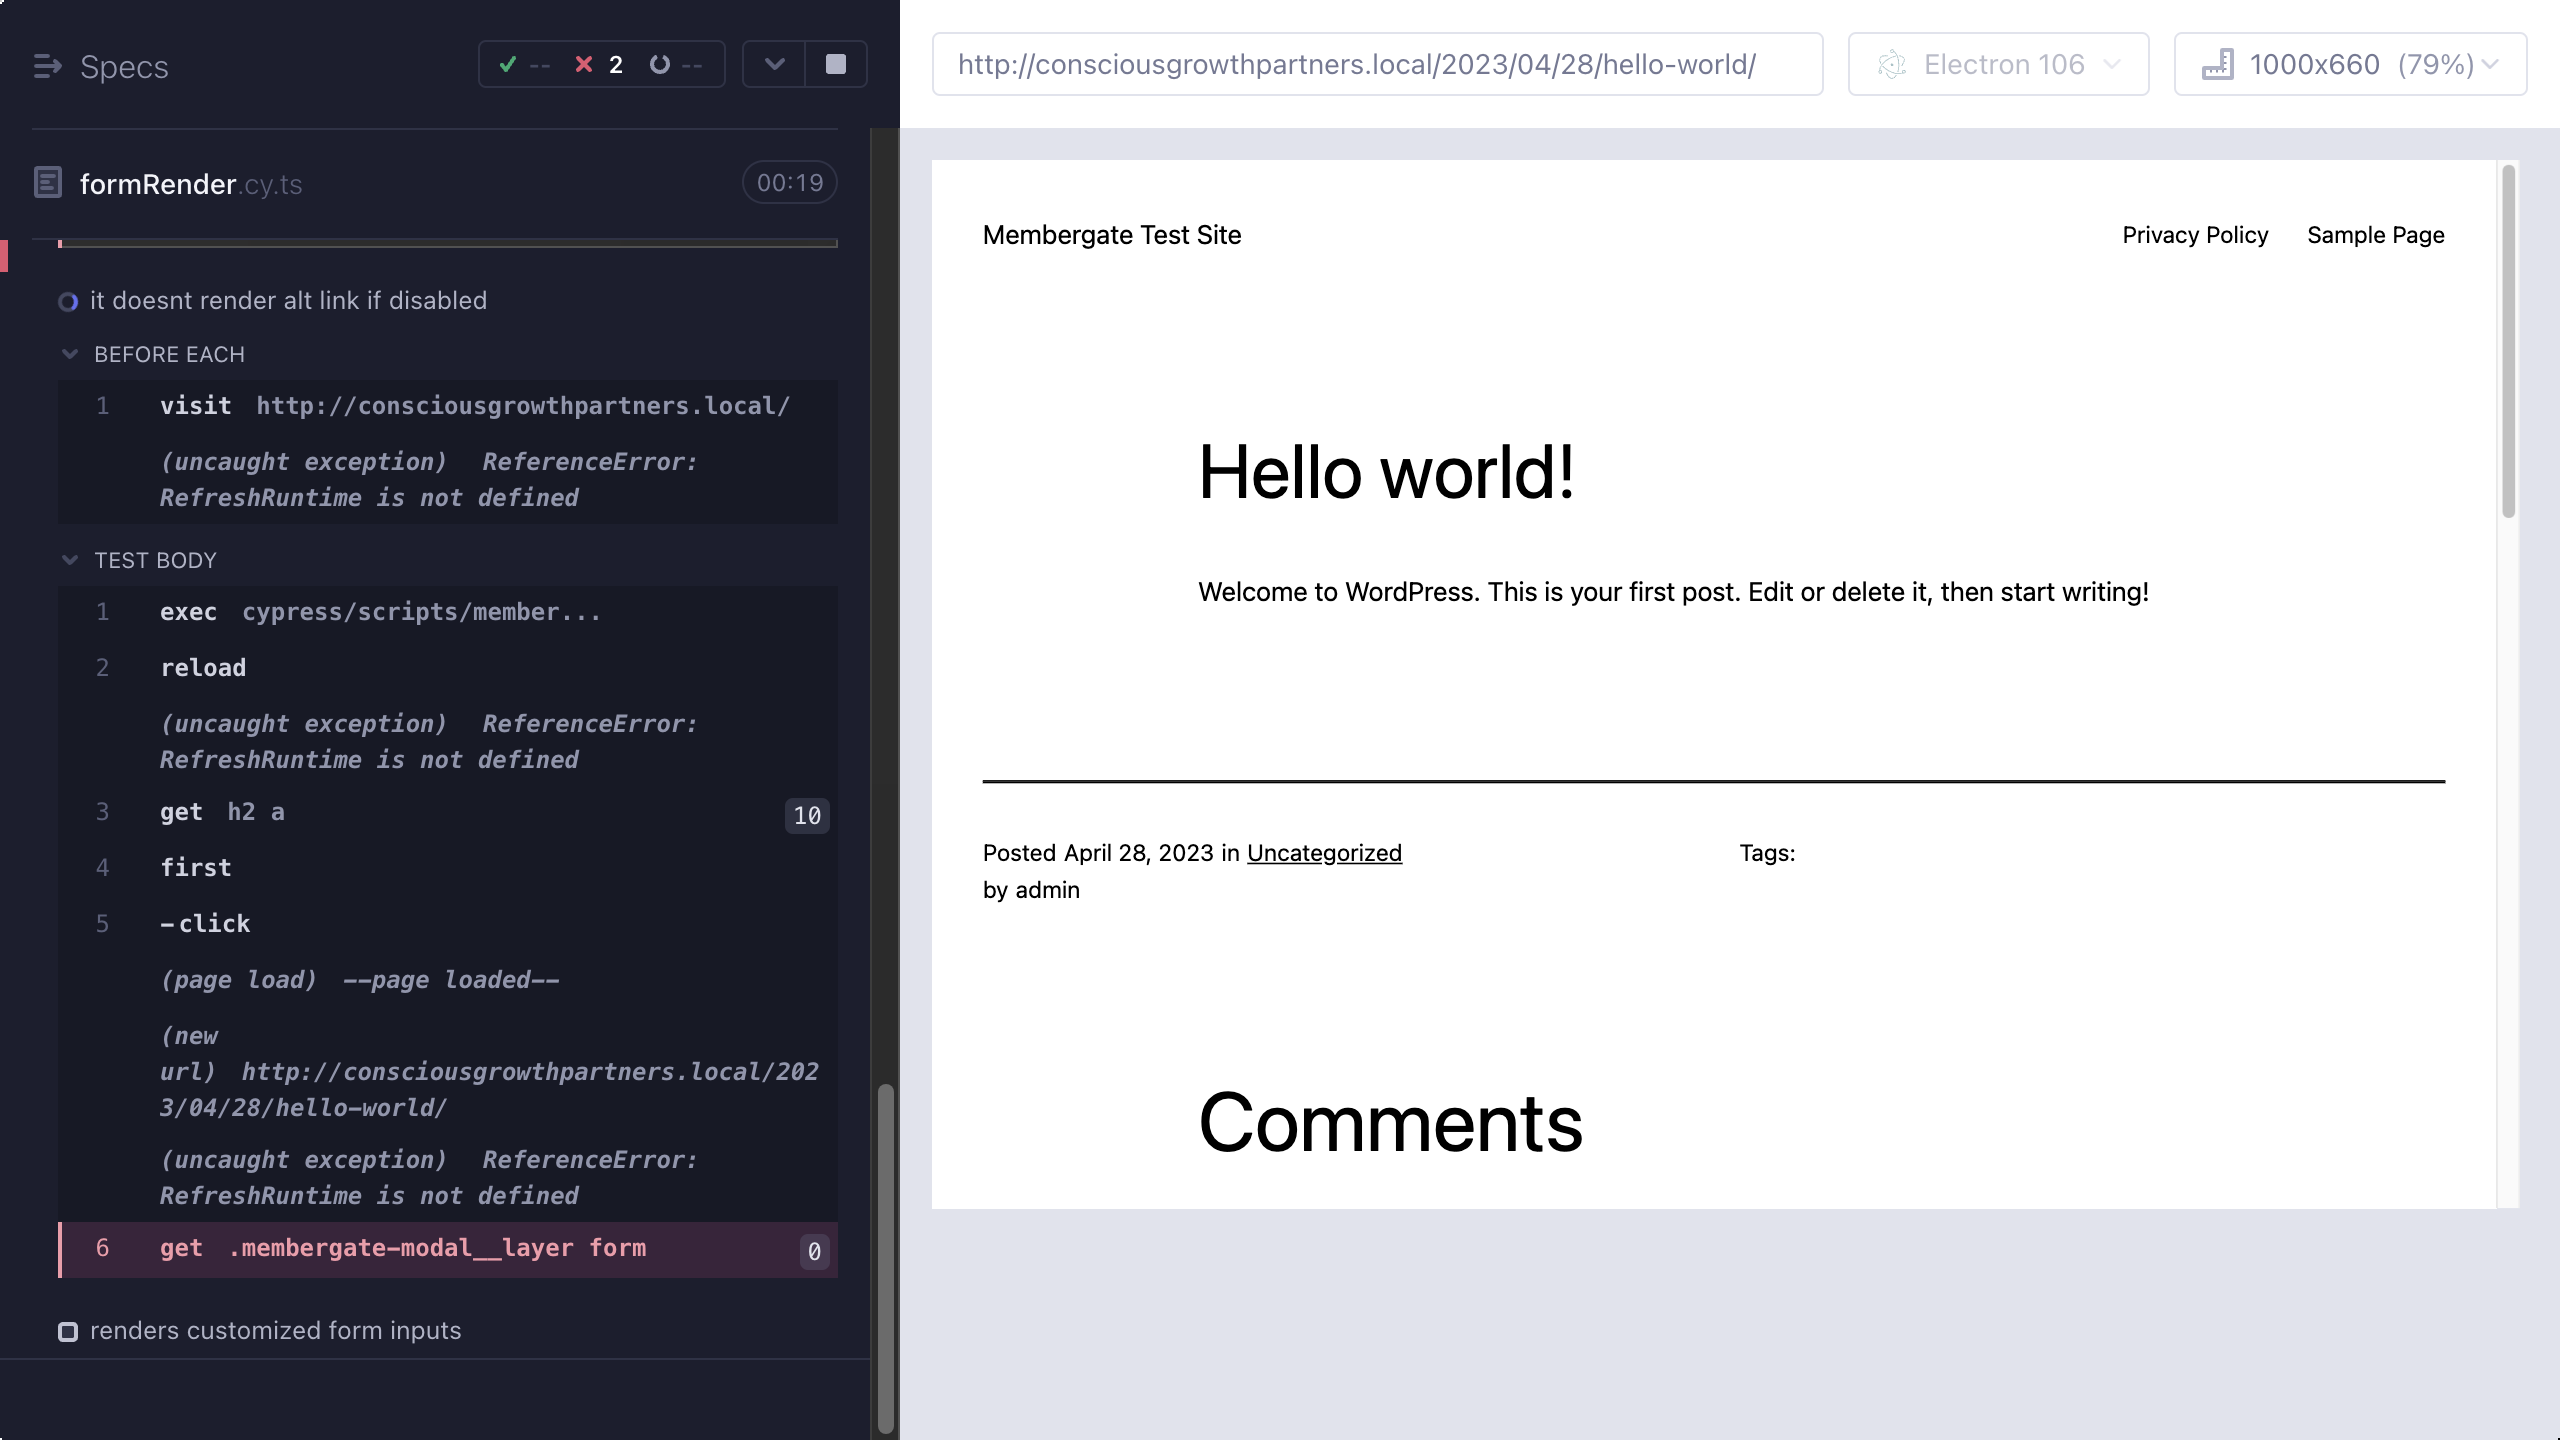 Specs
-- 2 --
formRender.cy.ts
00:19
it doesnt render alt link if disabled
BEFORE EACH
1 visit http://consciousgrowthpartners.local/
(uncaught exception) ReferenceError:
RefreshRuntime is not defined
TEST BODY
1 exec cypress/scripts/member...
2 reload
(uncaught exception) ReferenceError:
RefreshRuntime is not defined
3 get h2 a 10
4 first
5 -click
(page load) --page loaded--
(new
url) http://consciousgrowthpartners.local/202
3/04/28/hello-world/
(uncaught exception) ReferenceError:
RefreshRuntime is not defined
6 get .membergate-modal__layer form 0
renders customized form inputs
http://consciousgrowthpartners.local/2023/04/28/hello-world/
Electron 106
1000x660 (79%)
Membergate Test Site
Privacy Policy Sample Page
Hello world!
Welcome to WordPress. This is your first post. Edit or delete it, then start writing!
Posted April 28, 2023 in Uncategorized
by admin
Tags:
Comments